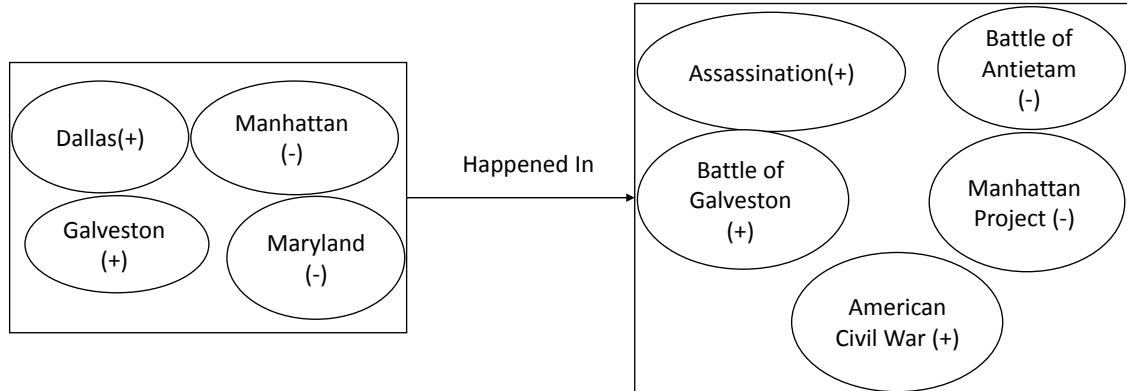 Dallas(+)
Manhattan
(-)
Galveston
(+)
Maryland
(-)
Happened In
Assassination(+)
Battle of
Antietam
(-)
Battle of
Galveston
(+)
Manhattan
Project (-)
American
Civil War (+)